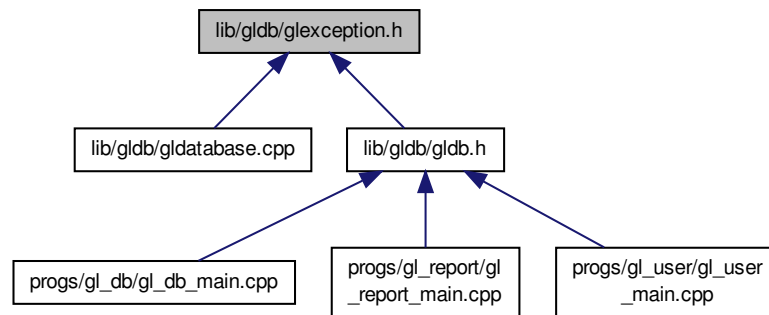 lib/gldb/glexception.h
lib/gldb/gldatabase.cpp
lib/gldb/gldb.h
progs/gl_db/gl_db_main.cpp
progs/gl_report/gl
_report_main.cpp
progs/gl_user/gl_user
_main.cpp